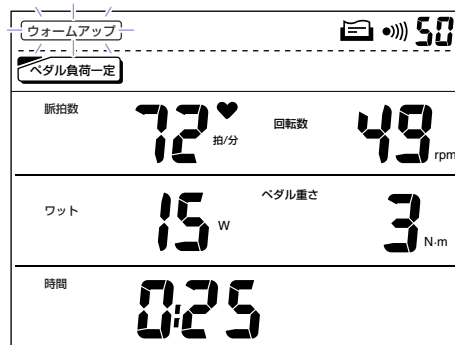 ウォームアップ 50
ペダル負荷一定
脈拍数 72 拍/分 回転数 49 rpm
ワット 15 W ペダル重さ 3 N·m
時間 0:25